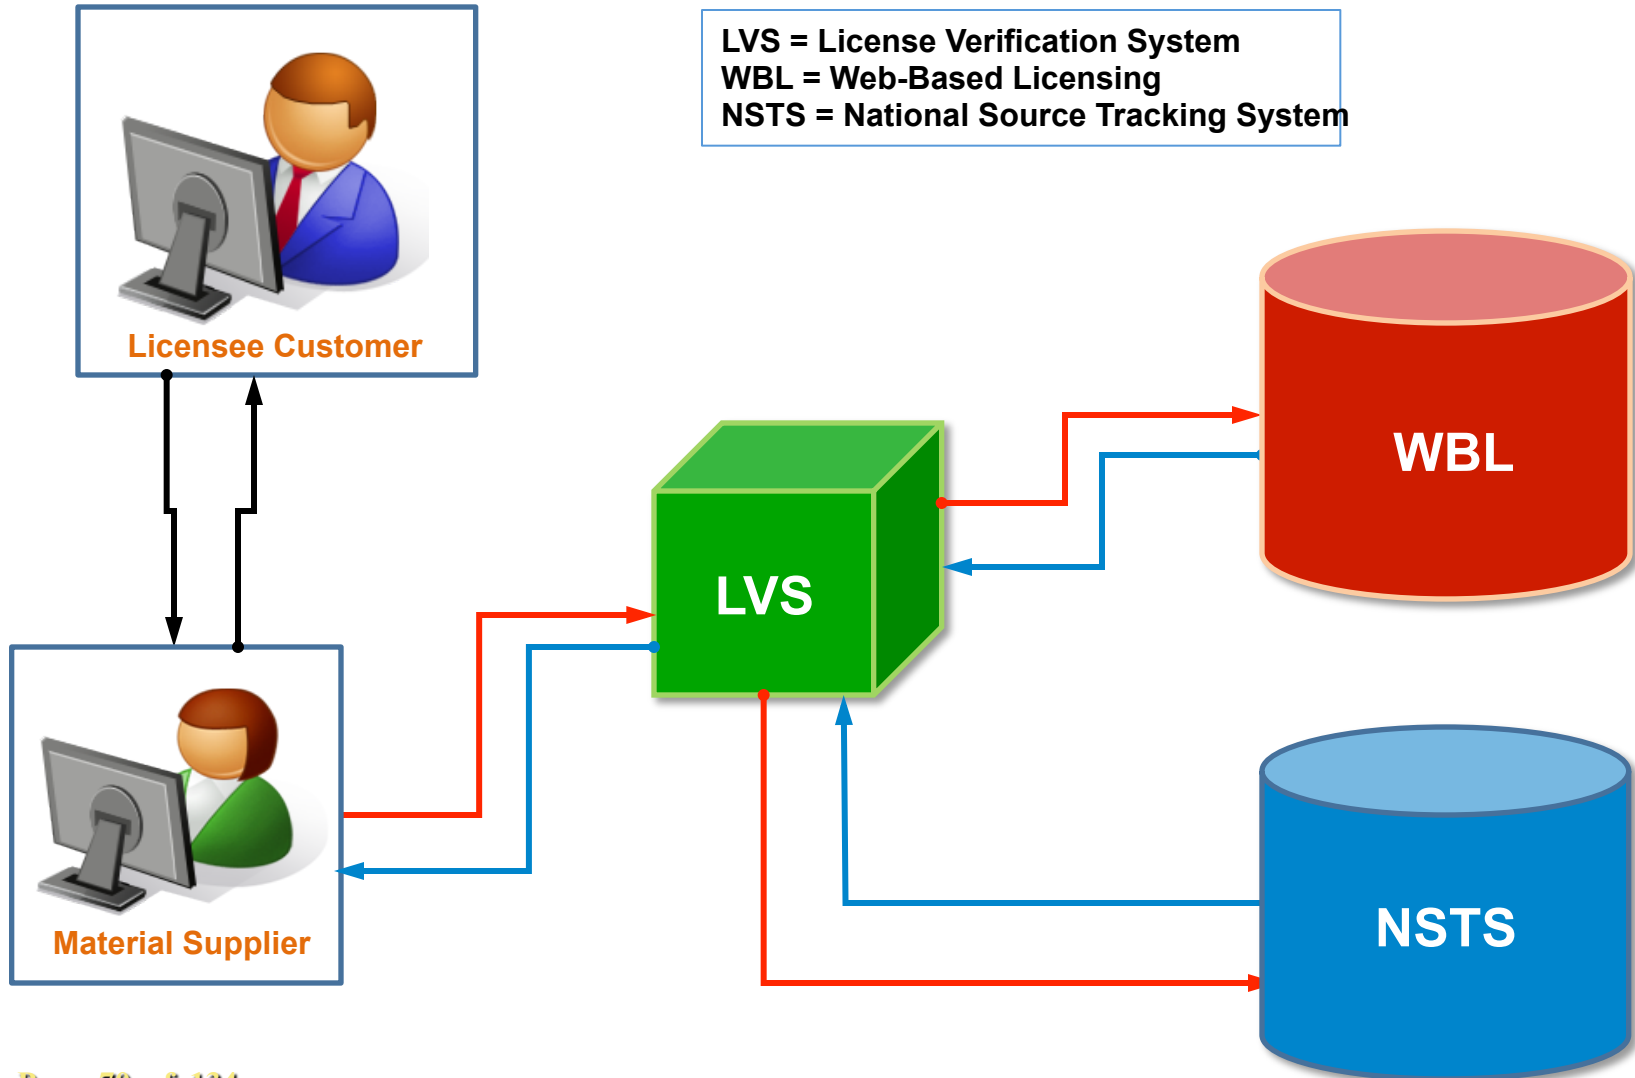 LVS = License Verification System
WBL = Web-Based Licensing
NSTS = National Source Tracking System
Licensee Customer
WBL
LVS
Material Supplier
NSTS